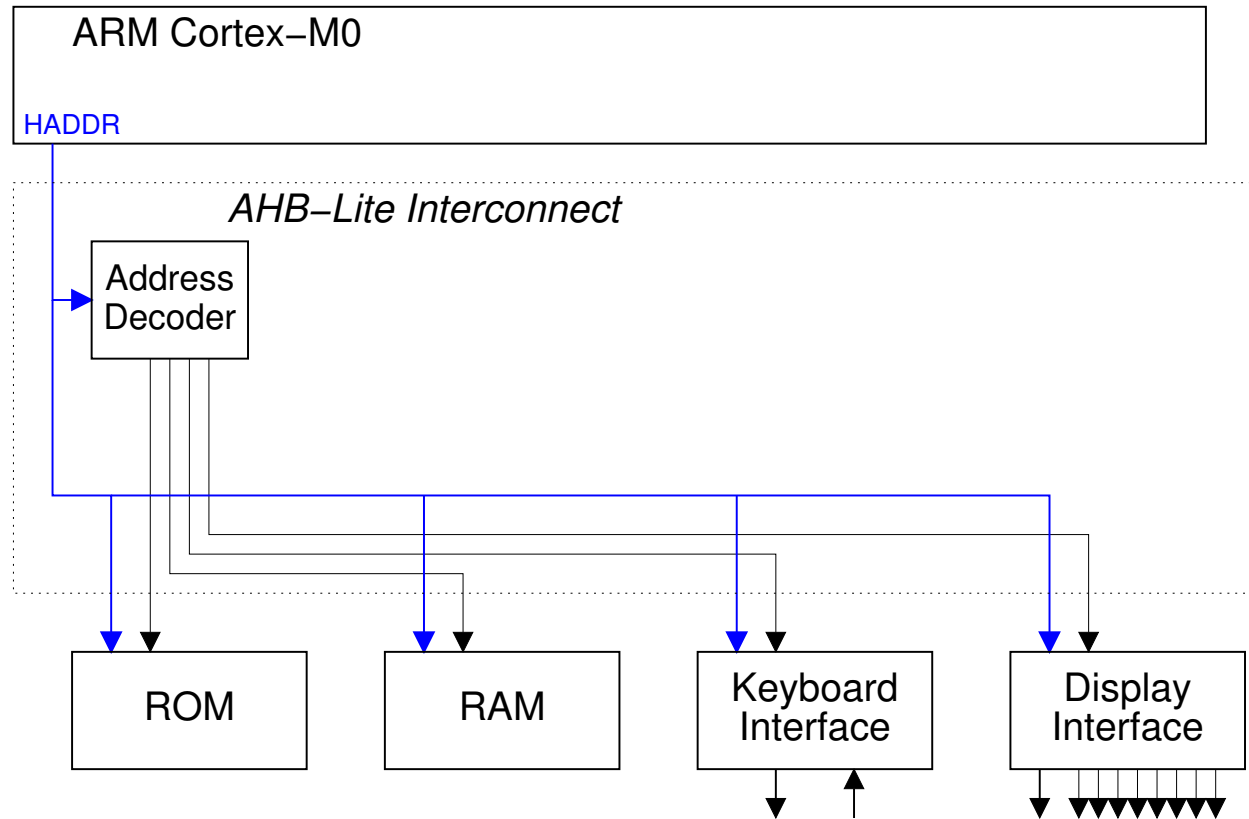 ARM Cortex−M0
HADDR
AHB−Lite Interconnect
Address
Decoder
ROM
RAM
Keyboard
Interface
Display
Interface